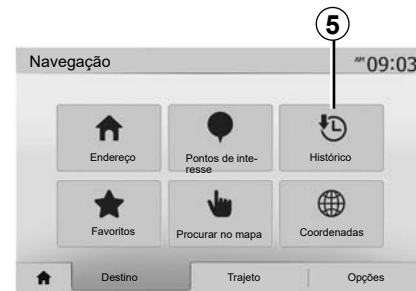 5
Navegação
AM 09:03
Endereço
Pontos de inte-
resse
Histórico
Favoritos
Procurar no mapa
Coordenadas
Destino
Trajeto
Opções